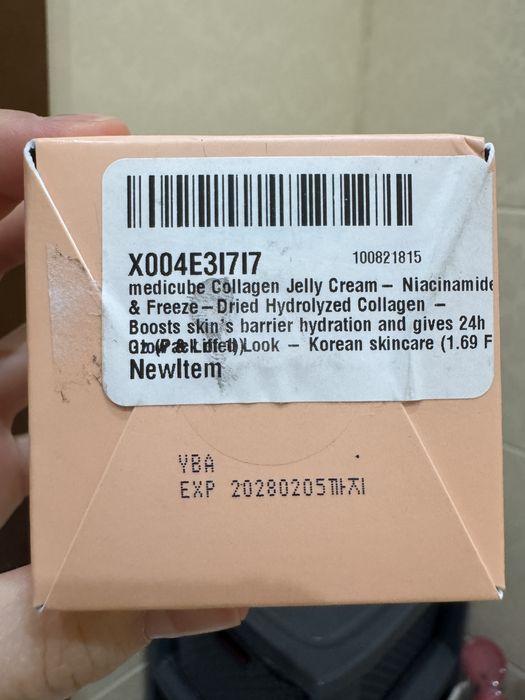 X004E3I7I7
100821815
medicube Collagen Jelly Cream – Niacinamide
& Freeze – Dried Hydrolyzed Collagen –
Boosts skin's barrier hydration and gives 24h
Look – Korean skincare (1.69 F
NewItem
YBA
EXP 20280205까지